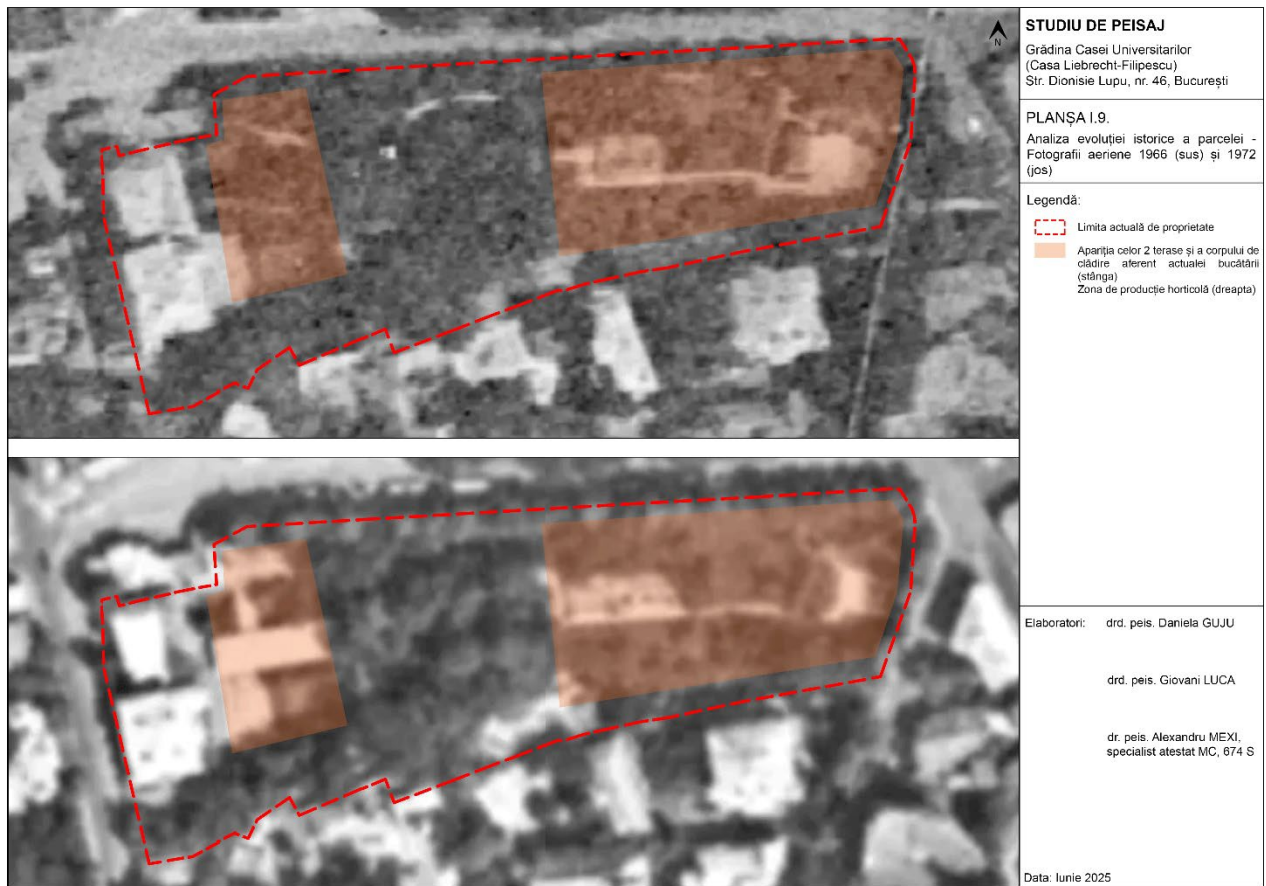 N
STUDIU DE PEISAJ
Grădina Casei Universitarilor
(Casa Liebrecht-Filipescu)
Str. Dionisie Lupu, nr. 46, București
PLANȘA I.9.
Analiza evoluției istorice a parcelei -
Fotografii aeriene 1966 (sus) și 1972
(jos)
Legendă:
Limita actuală de proprietate
Apariția celor 2 terase și a corpului de
clădire aferent actualei bucătării
(stânga)
Zona de producție horticolă (dreapta)
Elaboratori: drd. peis. Daniela GUJU
drd. peis. Giovani LUCA
dr. peis. Alexandru MEXI,
specialist atestat MC, 674 S
Data: Iunie 2025